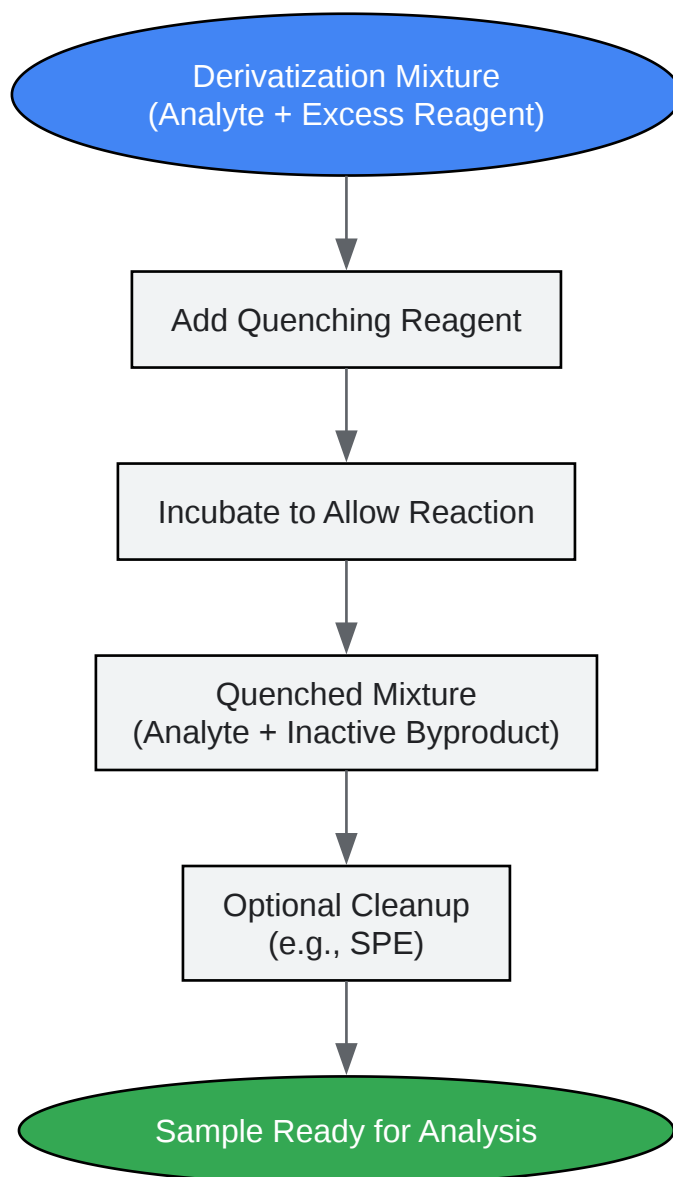 Derivatization Mixture
(Analyte + Excess Reagent)
Add Quenching Reagent
Incubate to Allow Reaction
Quenched Mixture
(Analyte + Inactive Byproduct)
Optional Cleanup
(e.g., SPE)
Sample Ready for Analysis